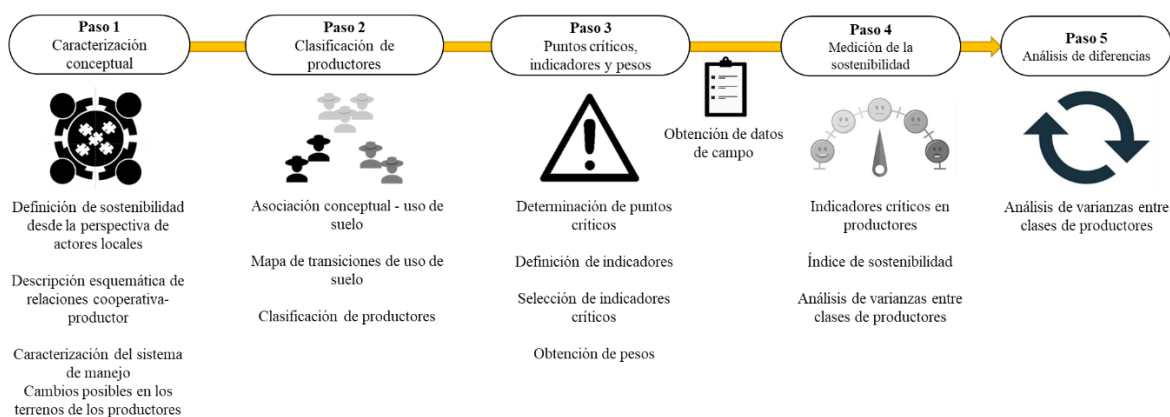 Paso 1
Caracterización
conceptual
Paso 2
Clasificación de
productores
Paso 3
Puntos críticos,
indicadores y pesos
Paso 4
Medición de la
sostenibilidad
Paso 5
Análisis de diferencias
Obtención de datos
de campo
Definición de sostenibilidad
desde la perspectiva de
actores locales
Descripción esquemática de
relaciones cooperativa-
productor
Caracterización del sistema
de manejo
Cambios posibles en los
terrenos de los productores
Asociación conceptual - uso de
suelo
Mapa de transiciones de uso de
suelo
Clasificación de productores
Determinación de puntos
críticos
Definición de indicadores
Selección de indicadores
críticos
Obtención de pesos
Indicadores críticos en
productores
Índice de sostenibilidad
Análisis de varianzas entre
clases de productores
Análisis de varianzas entre
clases de productores